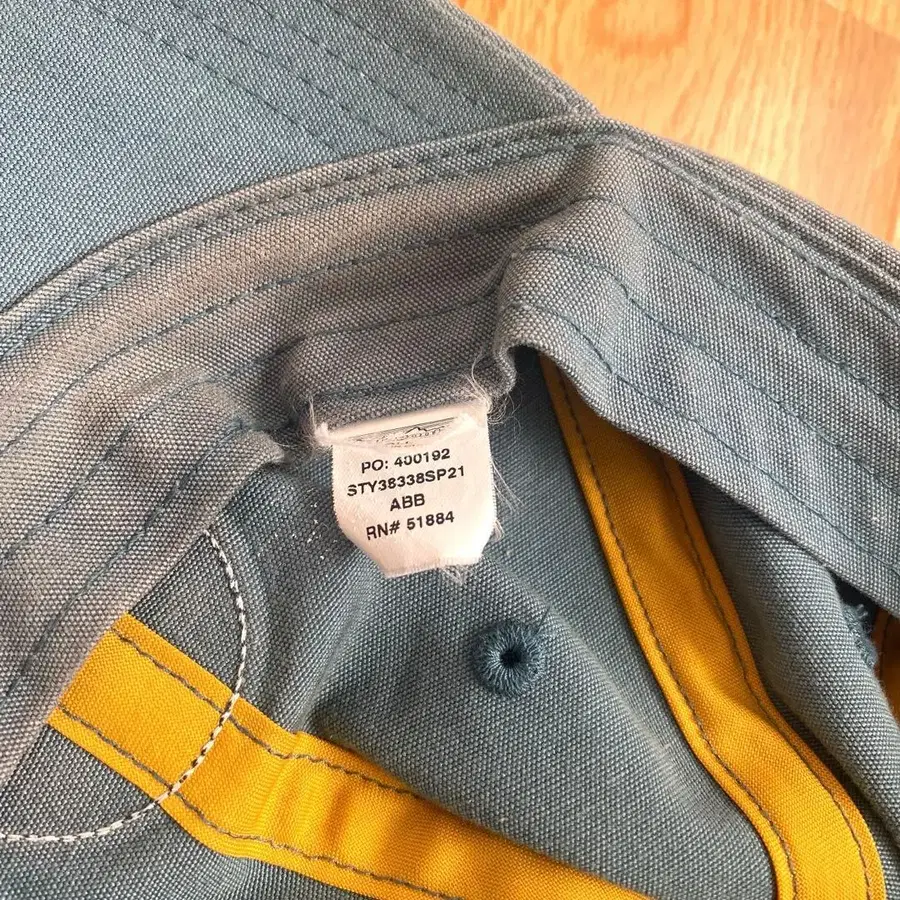 PO: 400192
STY38338SP21
ABB
RN# 51884